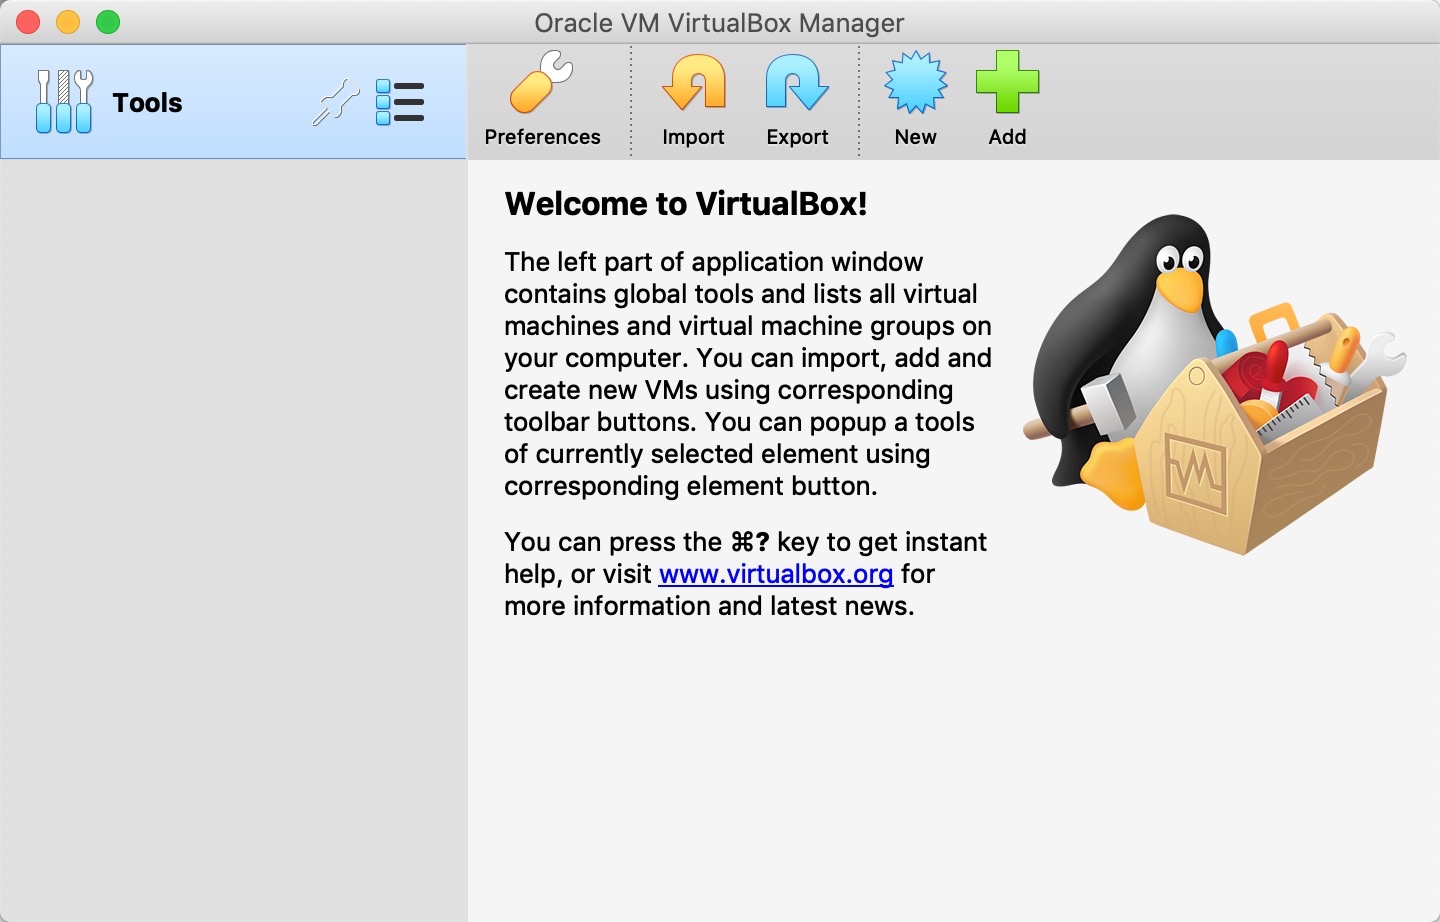 Oracle VM VirtualBox Manager
Tools
Preferences
Import
Export
New
Add
Welcome to VirtualBox!
The left part of application window
contains global tools and lists all virtual
machines and virtual machine groups on
your computer. You can import, add and
create new VMs using corresponding
toolbar buttons. You can popup a tools
of currently selected element using
corresponding element button.
You can press the ⌘? key to get instant
help, or visit www.virtualbox.org for
more information and latest news.